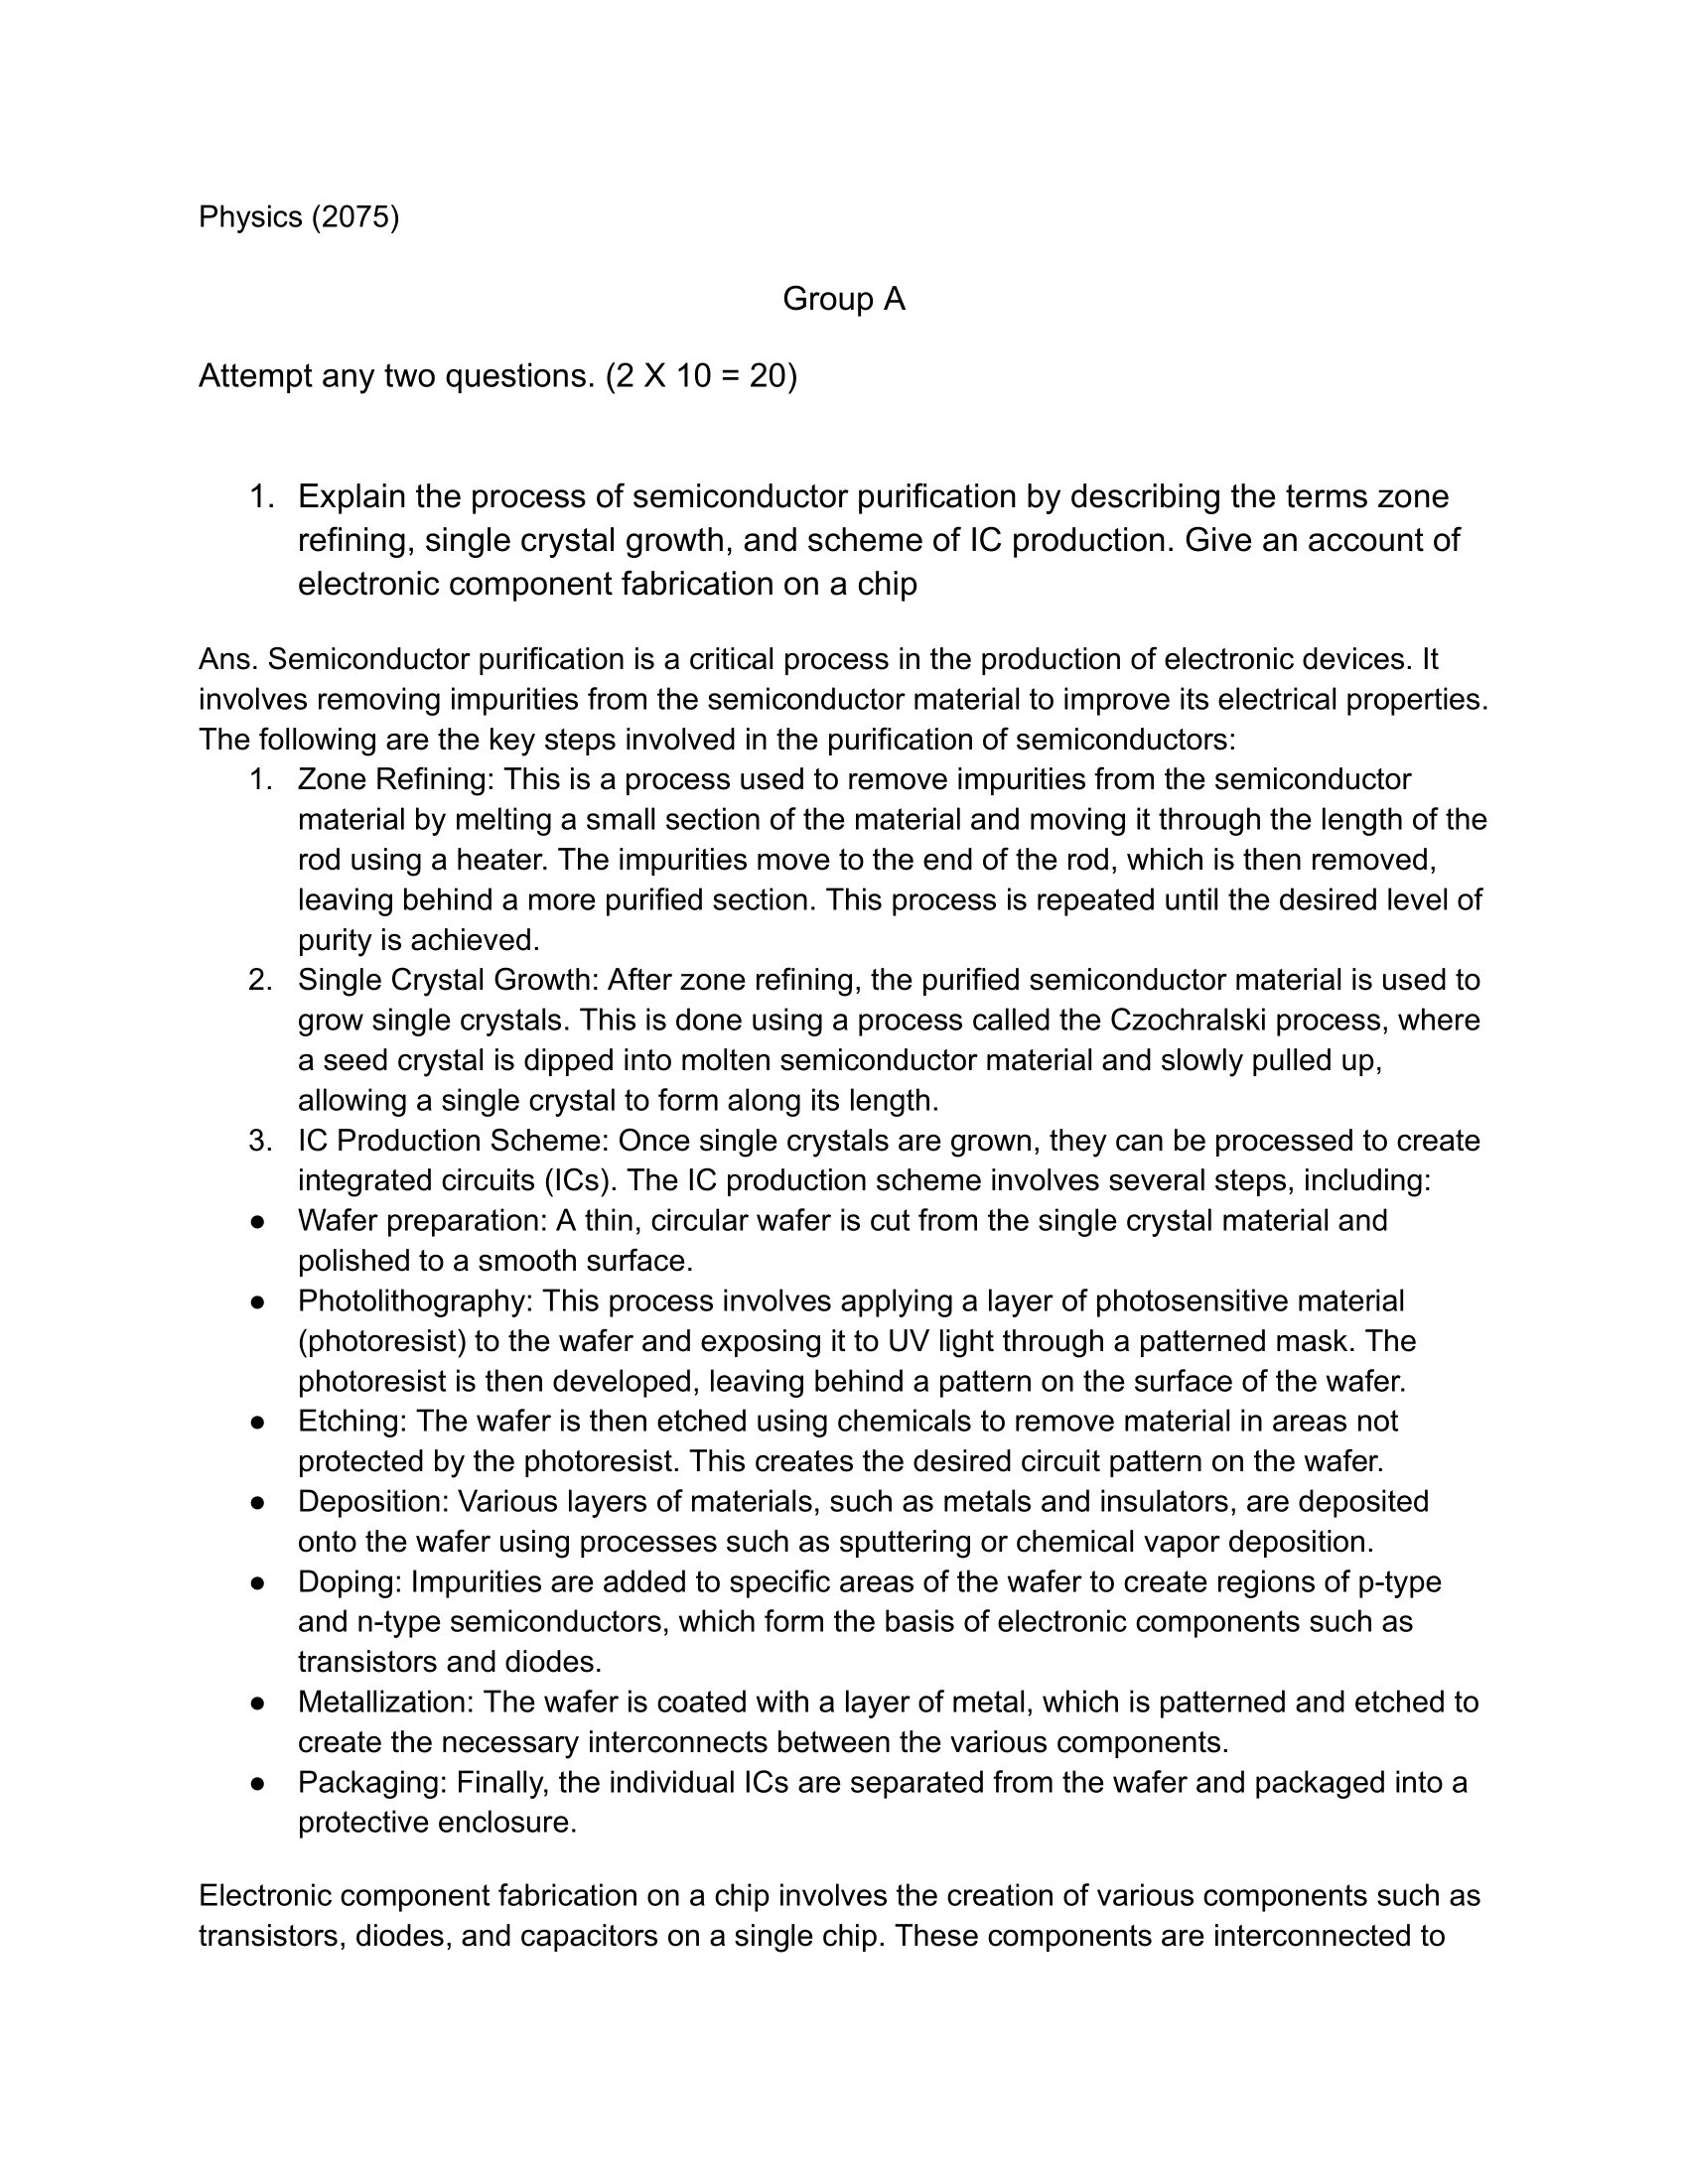 Physics (2075)
Group A
Attempt any two questions. (2 X 10 = 20)
1. Explain the process of semiconductor purification by describing the terms zone
refining, single crystal growth, and scheme of IC production. Give an account of
electronic component fabrication on a chip
Ans. Semiconductor purification is a critical process in the production of electronic devices. It
involves removing impurities from the semiconductor material to improve its electrical properties.
The following are the key steps involved in the purification of semiconductors:
1. Zone Refining: This is a process used to remove impurities from the semiconductor
material by melting a small section of the material and moving it through the length of the
rod using a heater. The impurities move to the end of the rod, which is then removed,
leaving behind a more purified section. This process is repeated until the desired level of
purity is achieved.
2. Single Crystal Growth: After zone refining, the purified semiconductor material is used to
grow single crystals. This is done using a process called the Czochralski process, where
a seed crystal is dipped into molten semiconductor material and slowly pulled up,
allowing a single crystal to form along its length.
3. IC Production Scheme: Once single crystals are grown, they can be processed to create
integrated circuits (ICs). The IC production scheme involves several steps, including:
● Wafer preparation: A thin, circular wafer is cut from the single crystal material and
polished to a smooth surface.
● Photolithography: This process involves applying a layer of photosensitive material
(photoresist) to the wafer and exposing it to UV light through a patterned mask. The
photoresist is then developed, leaving behind a pattern on the surface of the wafer.
● Etching: The wafer is then etched using chemicals to remove material in areas not
protected by the photoresist. This creates the desired circuit pattern on the wafer.
● Deposition: Various layers of materials, such as metals and insulators, are deposited
onto the wafer using processes such as sputtering or chemical vapor deposition.
● Doping: Impurities are added to specific areas of the wafer to create regions of p-type
and n-type semiconductors, which form the basis of electronic components such as
transistors and diodes.
● Metallization: The wafer is coated with a layer of metal, which is patterned and etched to
create the necessary interconnects between the various components.
● Packaging: Finally, the individual ICs are separated from the wafer and packaged into a
protective enclosure.
Electronic component fabrication on a chip involves the creation of various components such as
transistors, diodes, and capacitors on a single chip. These components are interconnected to